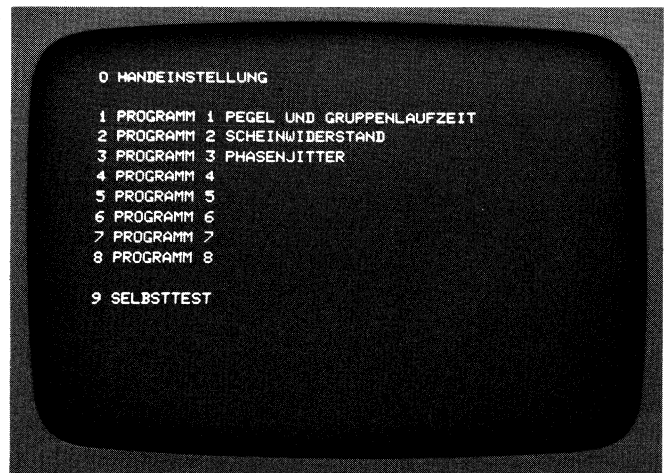 0 HANDEINSTELLUNG
1 PROGRAMM 1 PEGEL UND GRUPPENLAUFZEIT
2 PROGRAMM 2 SCHEINWIDERSTAND
3 PROGRAMM 3 PHASENJITTER
4 PROGRAMM 4
5 PROGRAMM 5
6 PROGRAMM 6
7 PROGRAMM 7
8 PROGRAMM 8
9 SELBSTTEST